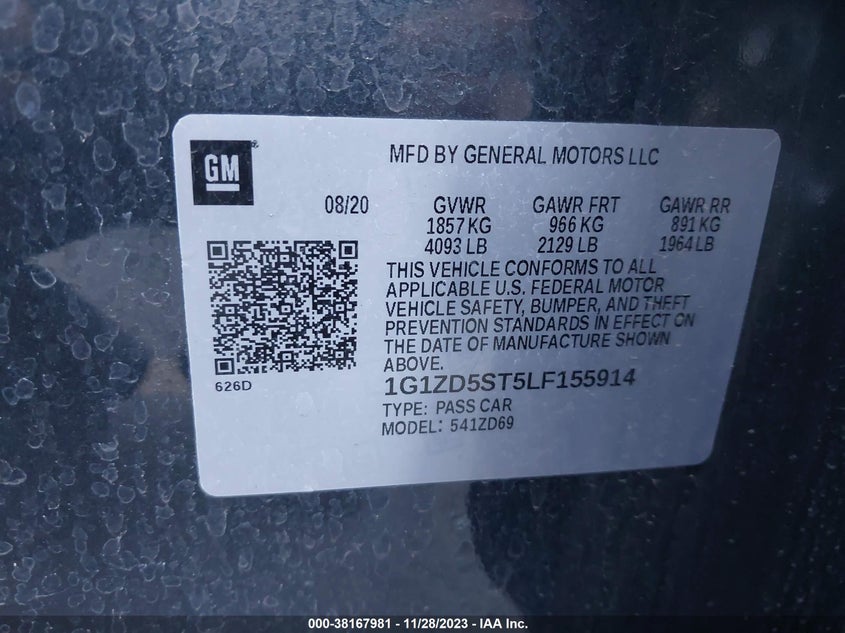 GM
MFD BY GENERAL MOTORS LLC
08/20 GVWR GAWR FRT GAWR RR
1857 KG 966 KG 891 KG
4093 LB 2129 LB 1964 LB
THIS VEHICLE CONFORMS TO ALL
APPLICABLE U.S. FEDERAL MOTOR
VEHICLE SAFETY, BUMPER, AND THEFT
PREVENTION STANDARDS IN EFFECT ON
THE DATE OF MANUFACTURE SHOWN
ABOVE.
626D
1G1ZD5ST5LF155914
TYPE: PASS CAR
MODEL: 541ZD69
000-38167981 - 11/28/2023 - IAA Inc.